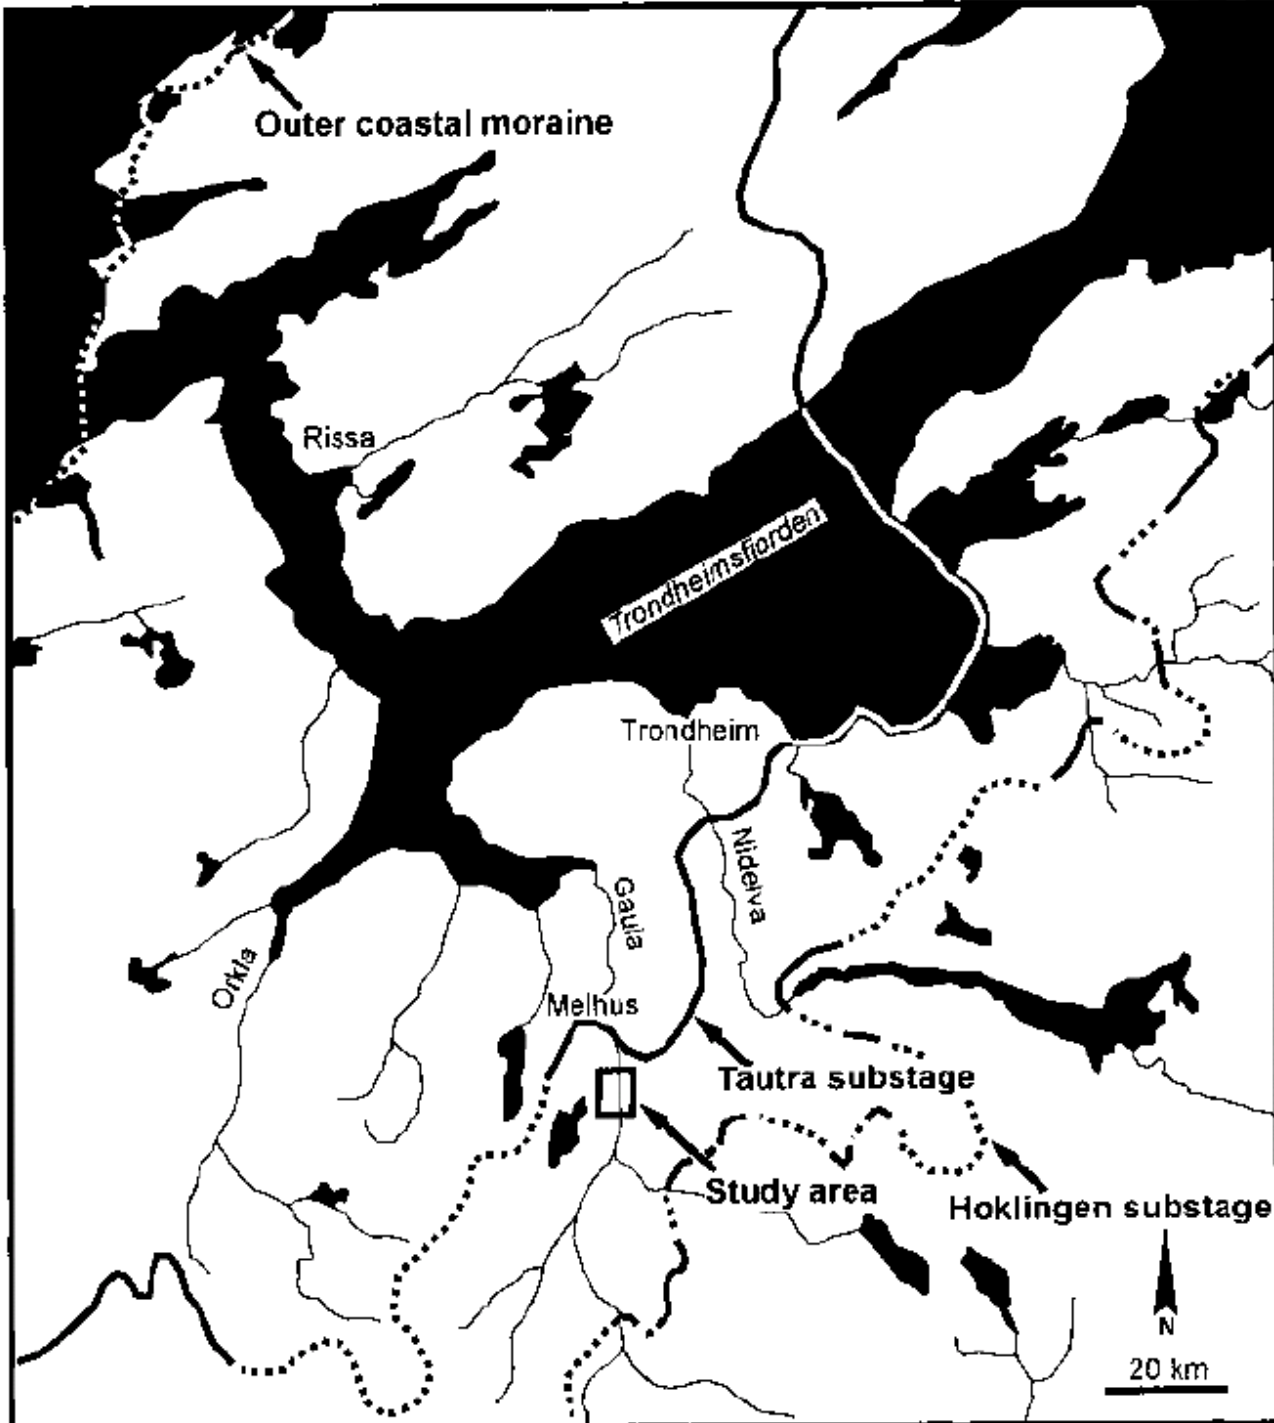 Outer coastal moraine
Rissa
Trondheimsfjorden
Trondheim
Nidelva
Gaula
Orkla
Melhus
Tautra substage
Study area
Hoklingen substage
N
20 km